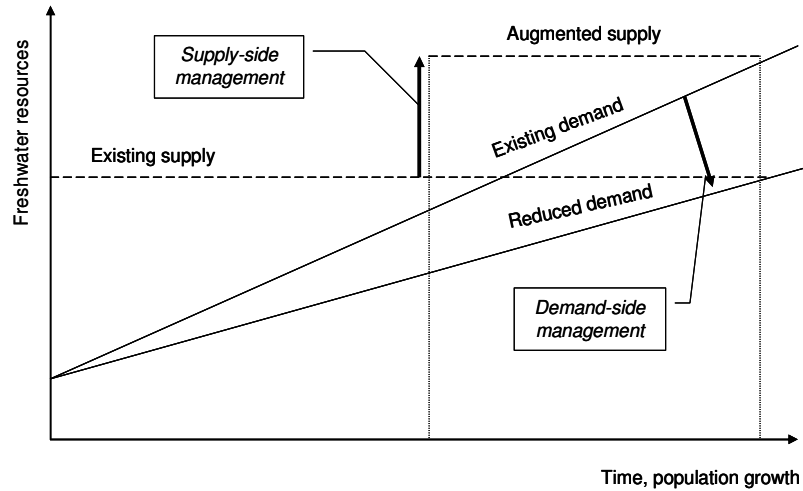 Freshwater resources
Supply-side
management
Augmented supply
Existing supply
Existing demand
Reduced demand
Demand-side
management
Time, population growth